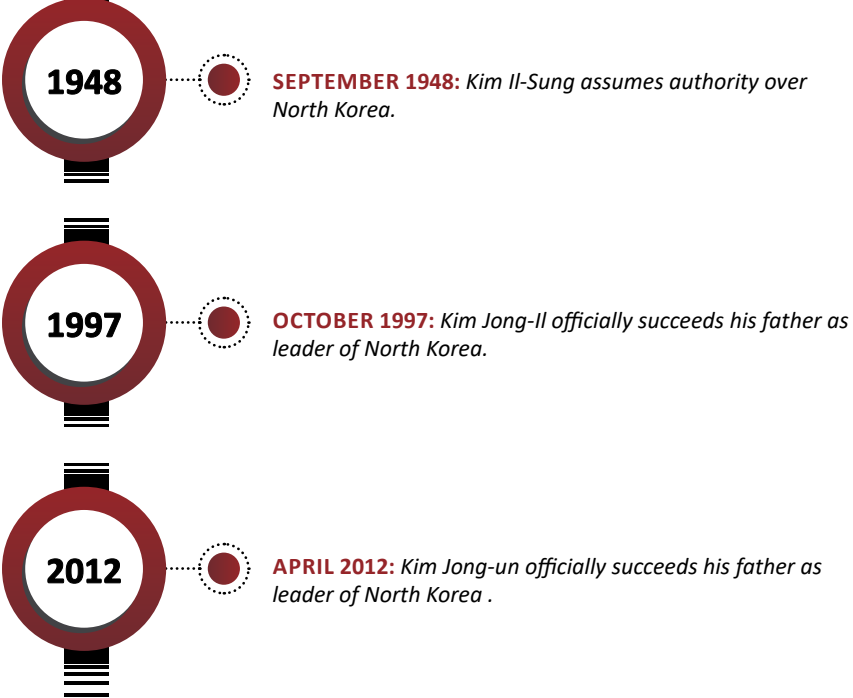 1948
SEPTEMBER 1948: Kim Il-Sung assumes authority over
North Korea.
1997
OCTOBER 1997: Kim Jong-Il officially succeeds his father as
leader of North Korea.
2012
APRIL 2012: Kim Jong-un officially succeeds his father as
leader of North Korea .